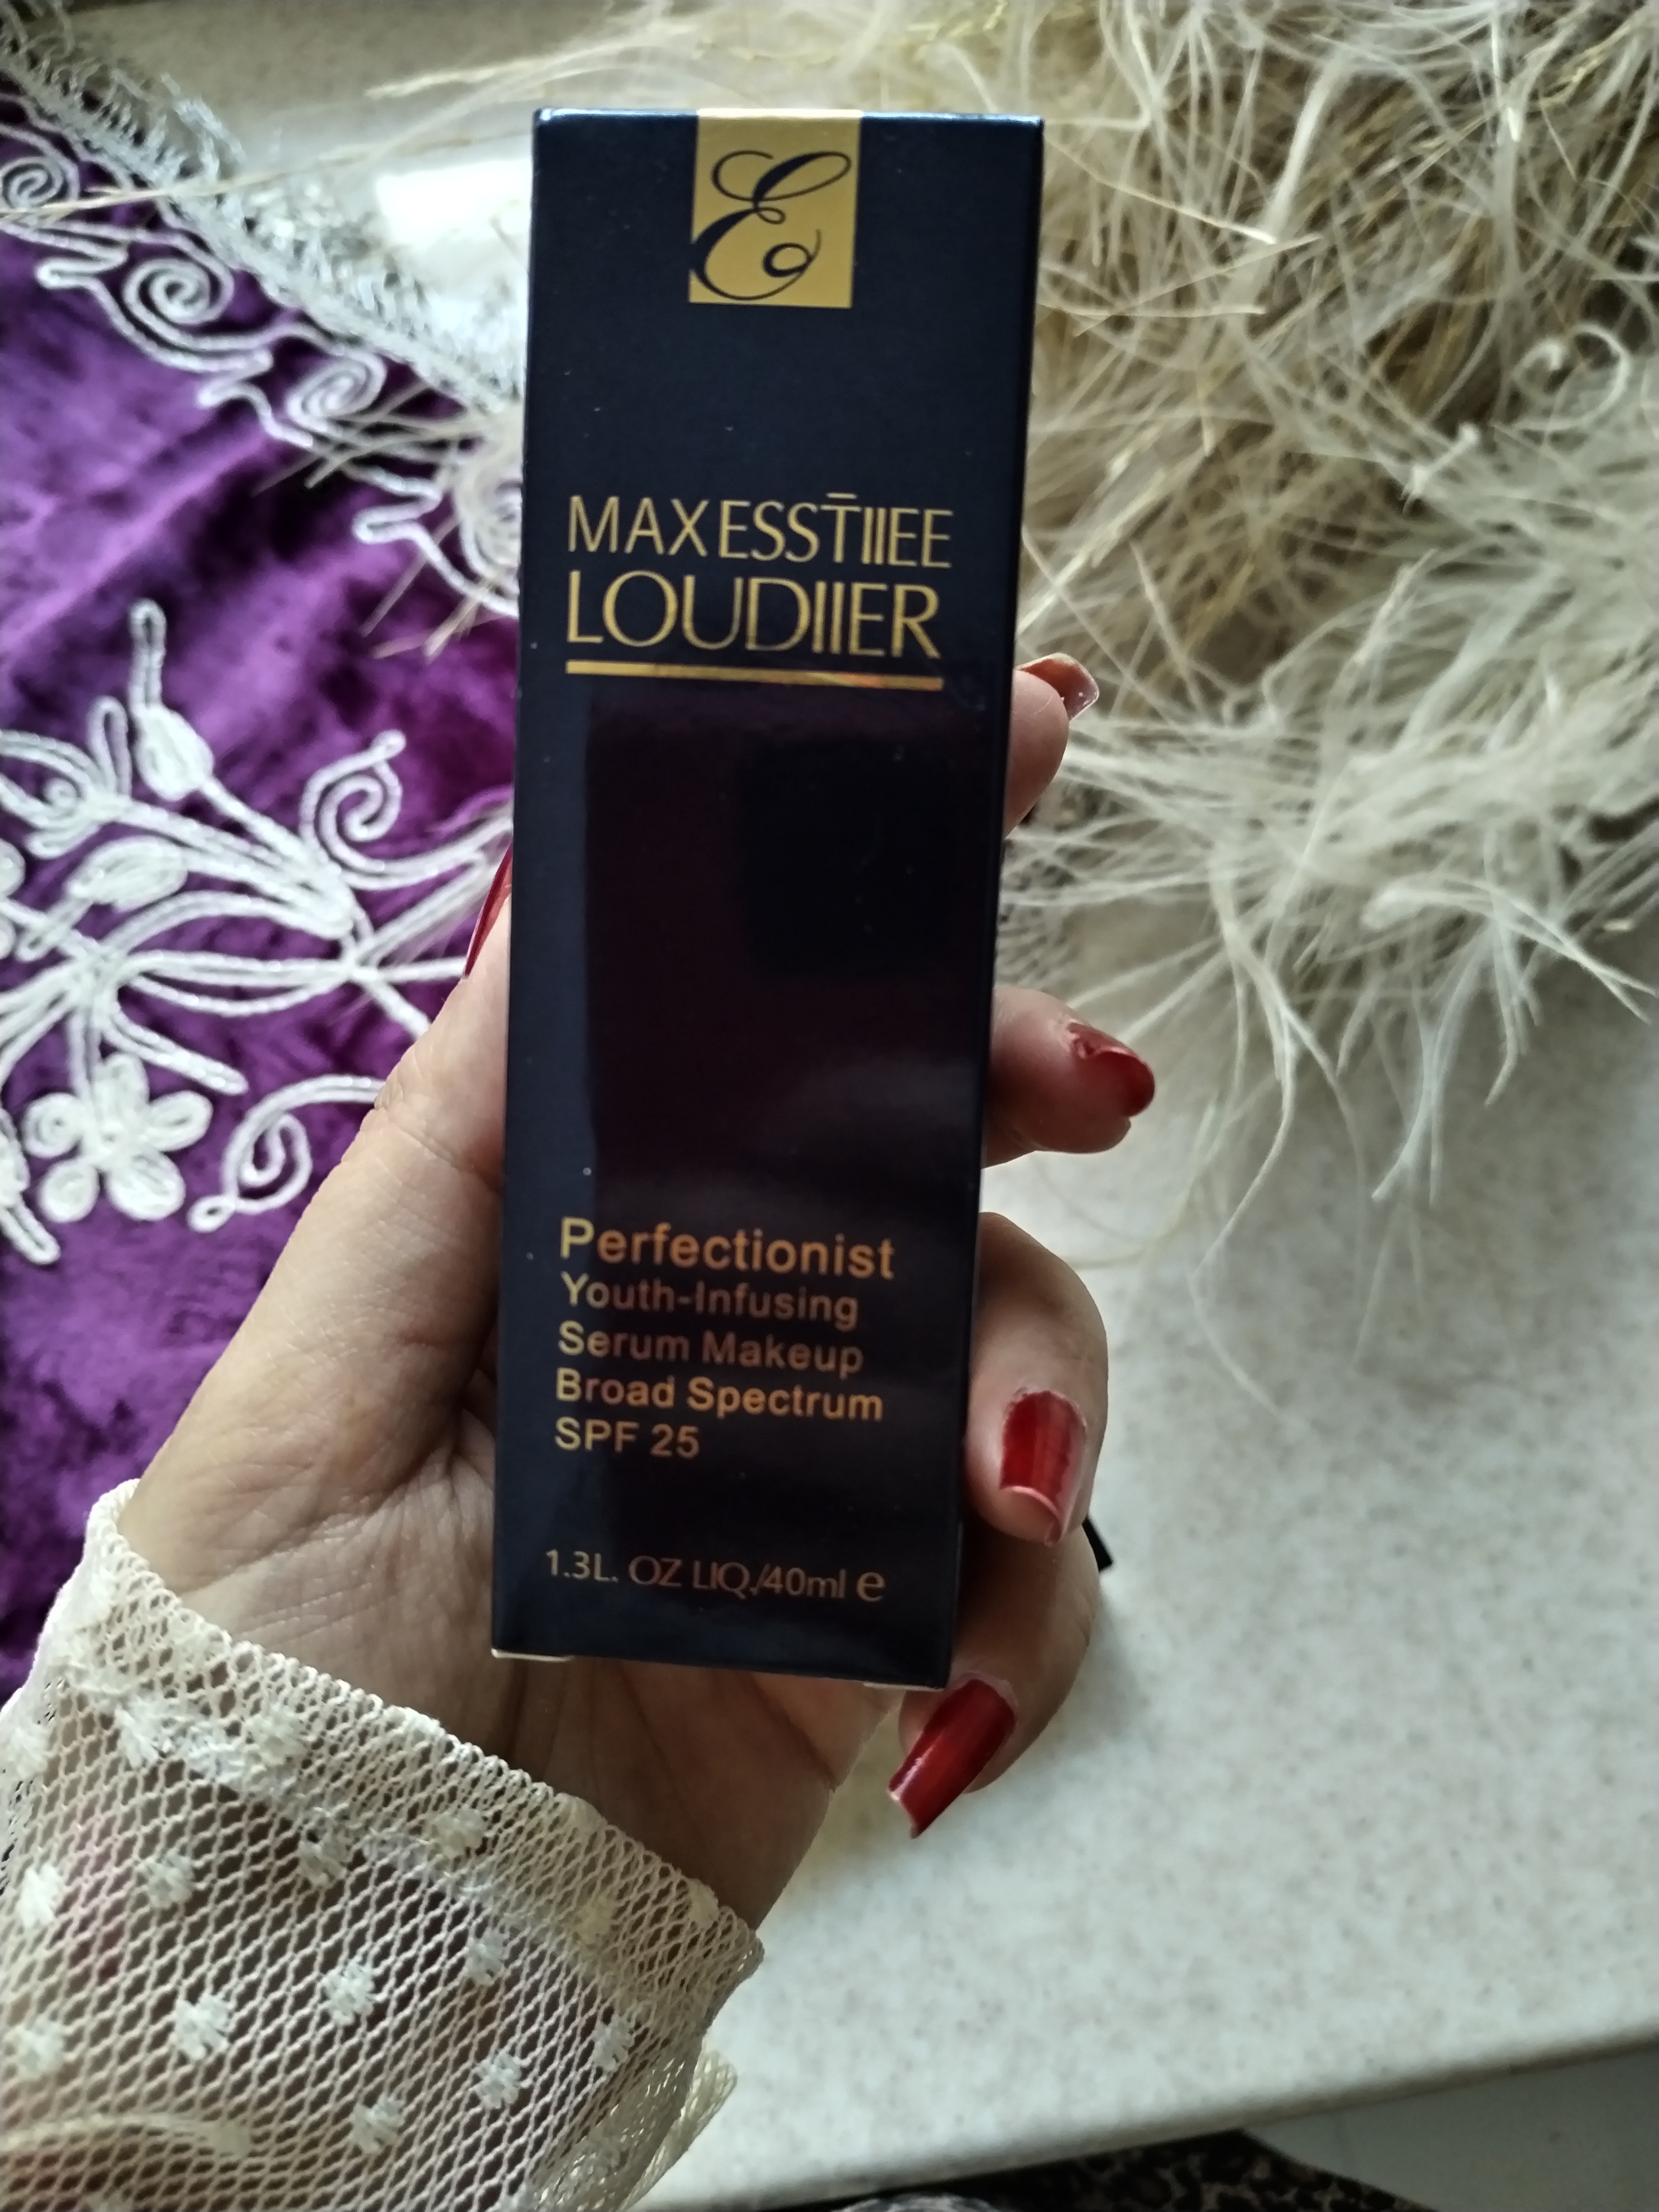 E
MAXESSTIIEE
LOUDIIER
Perfectionist
Youth-Infusing
Serum Makeup
Broad Spectrum
SPF 25
1.3L. OZ LIQ./40ml e